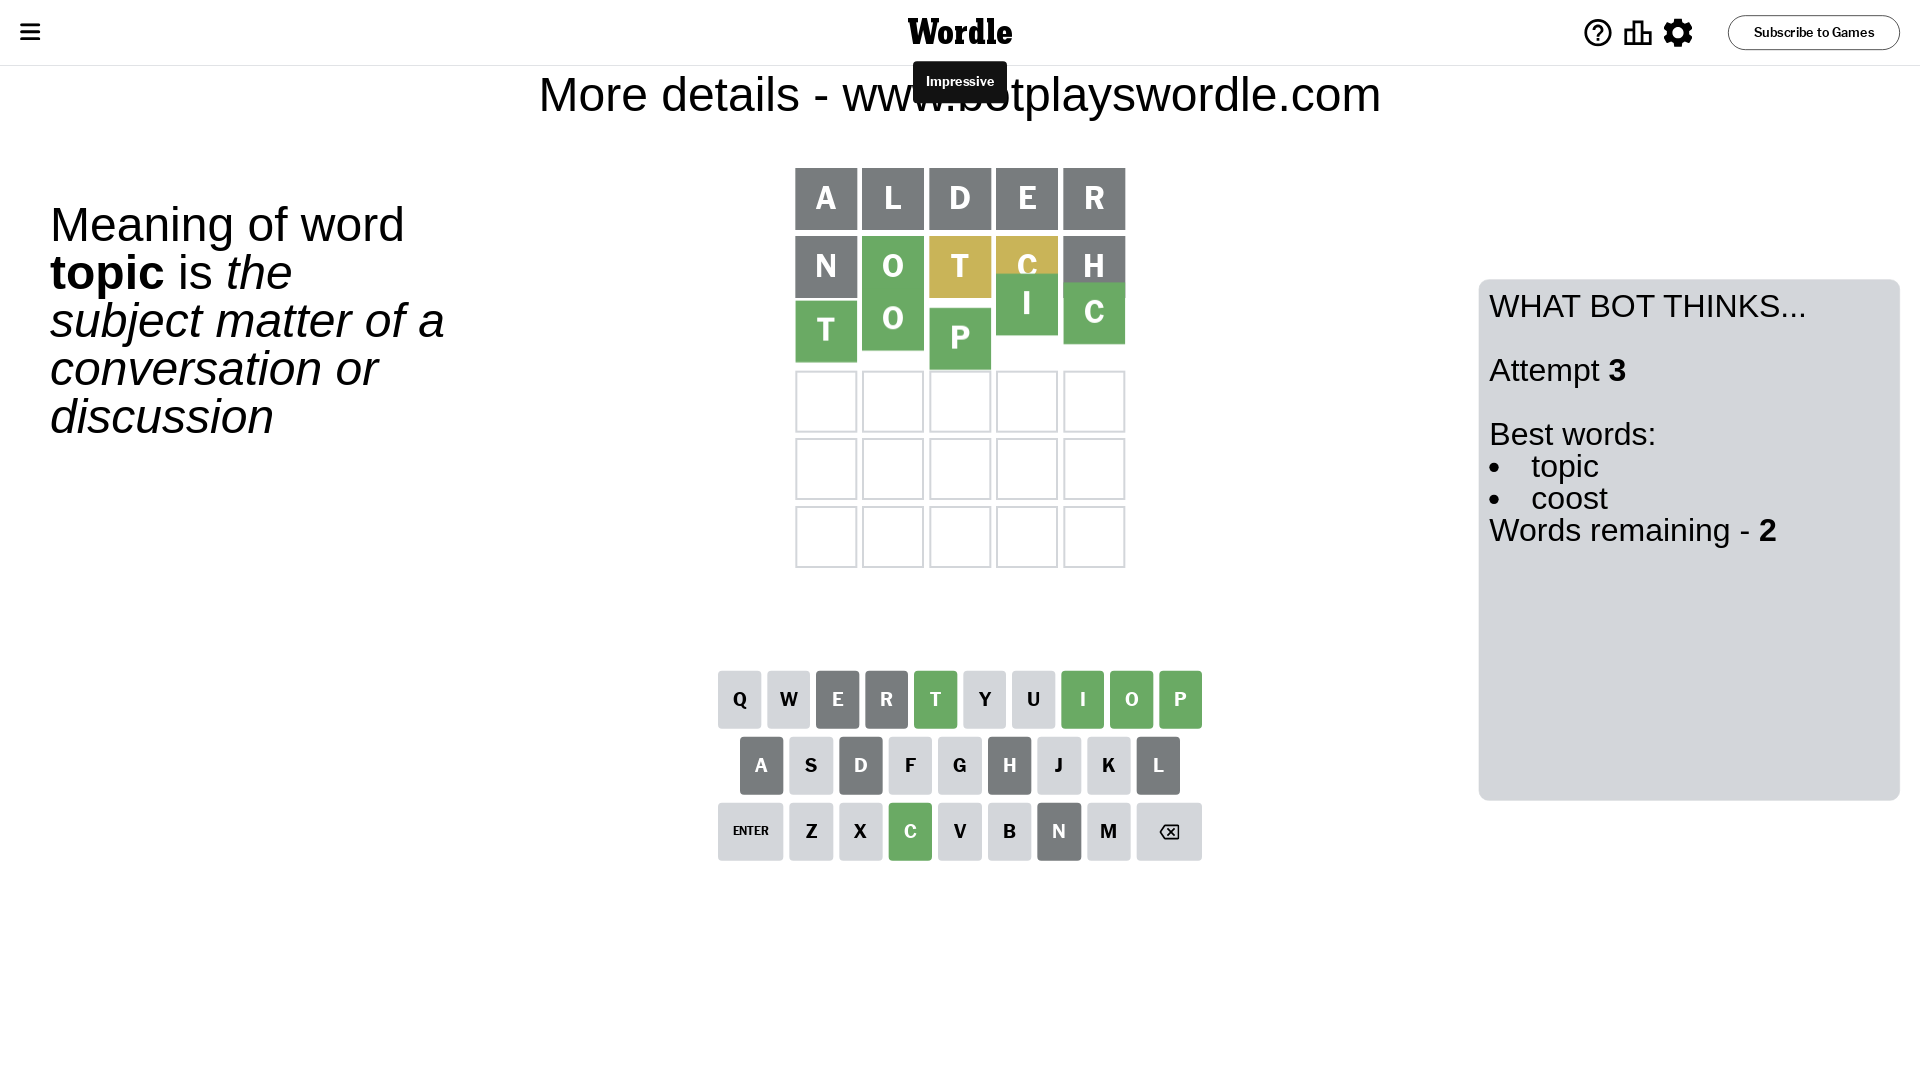 Wordle
Subscribe to Games
Impressive
More details - www.botplayswordle.com
Meaning of word
topic is the
subject matter of a
conversation or
discussion
A L D E R
N O T C H
T O P I C
WHAT BOT THINKS...
Attempt 3
Best words:
• topic
• coost
Words remaining - 2
Q W E R T Y U I O P
A S D F G H J K L
ENTER Z X C V B N M